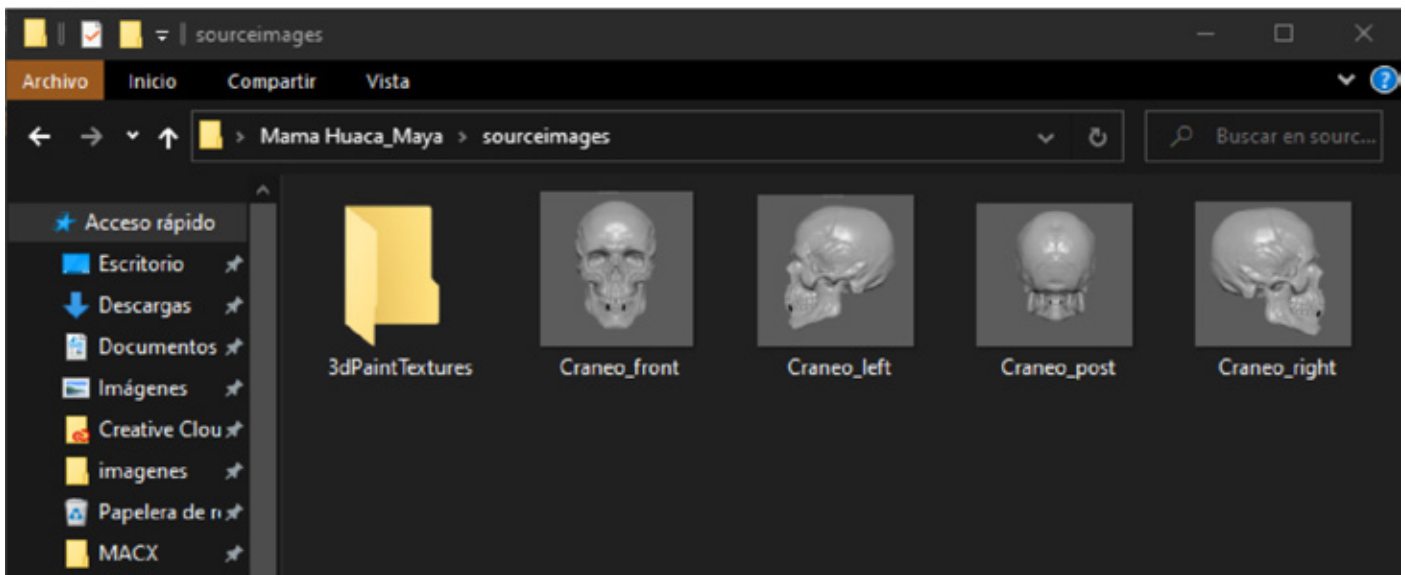 sourceimages
Archivo Inicio Compartir Vista
Mama Huaca_Maya > sourceimages
Buscar en sourc...
Acceso rápido
Escritorio
Descargas
Documentos
Imágenes
Creative Clou
imagenes
Papelera de r
MACX
3dPaintTextures
Craneo_front
Craneo_left
Craneo_post
Craneo_right